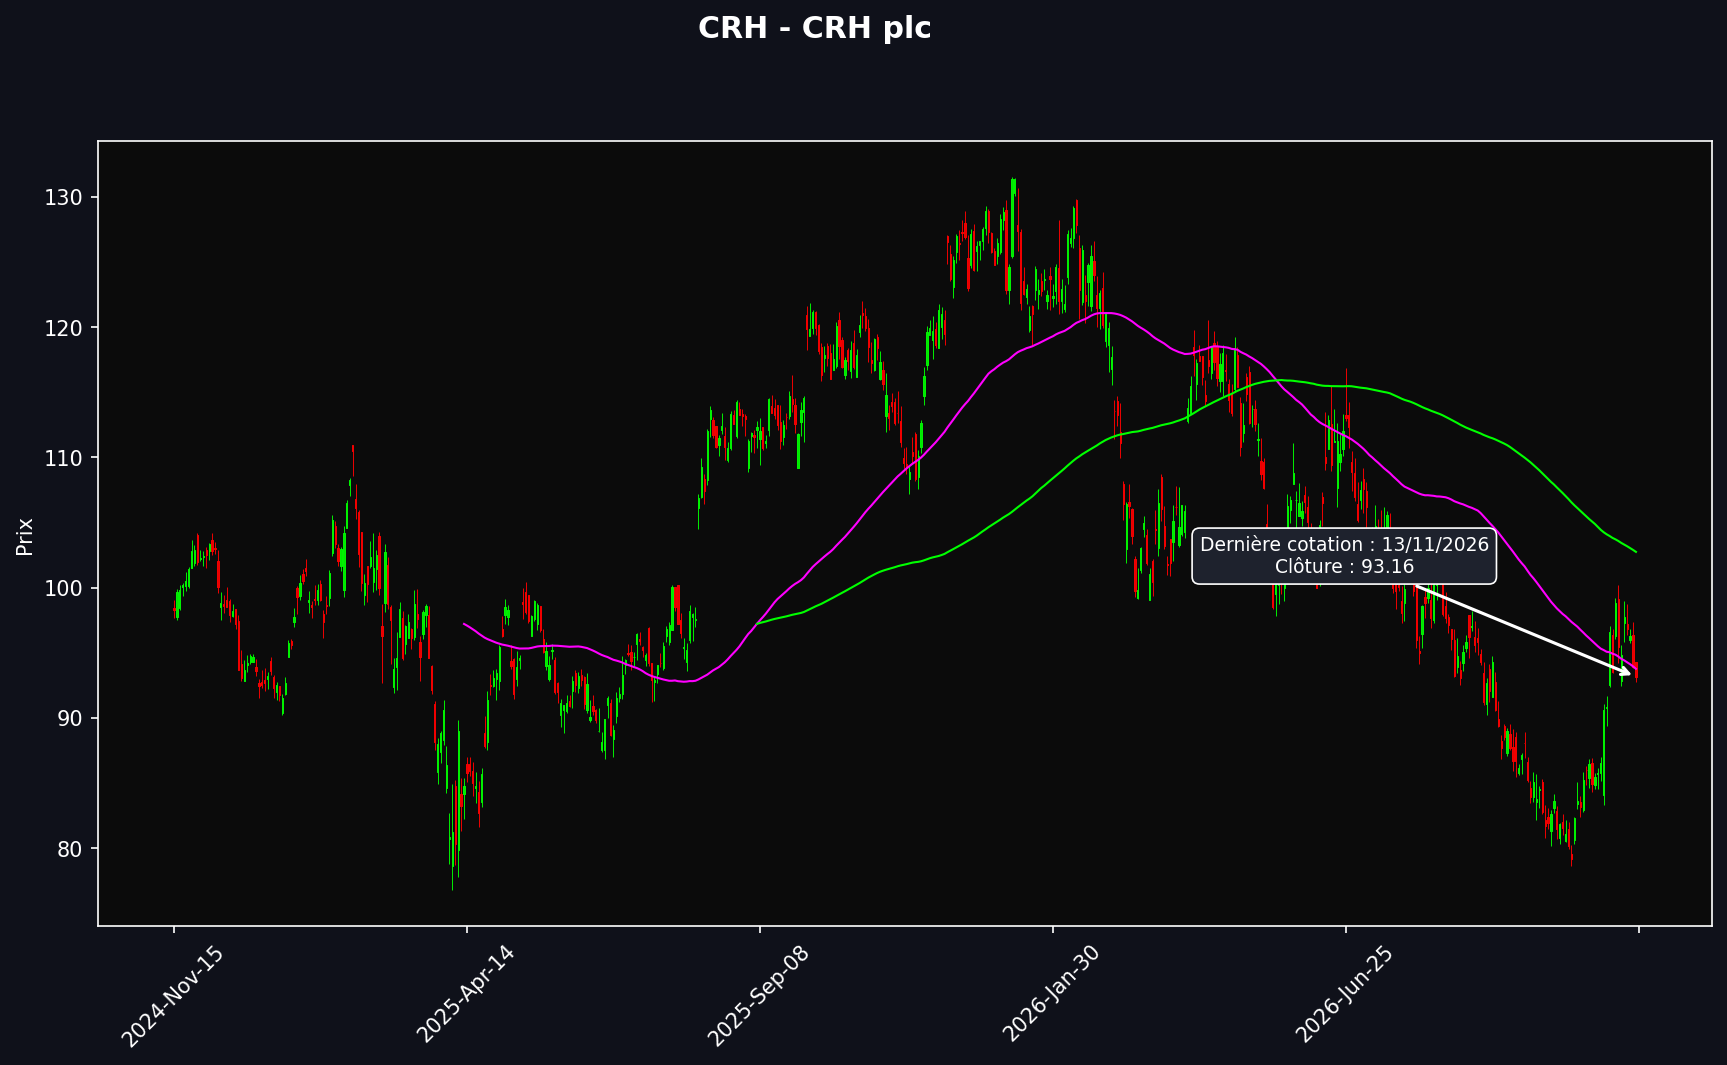 CRH - CRH plc
Prix
130
120
110
100
90
80
Dernière cotation : 13/11/2026
Clôture : 93.16
2024-Nov-15
2025-Apr-14
2025-Sep-08
2026-Jan-30
2026-Jun-25